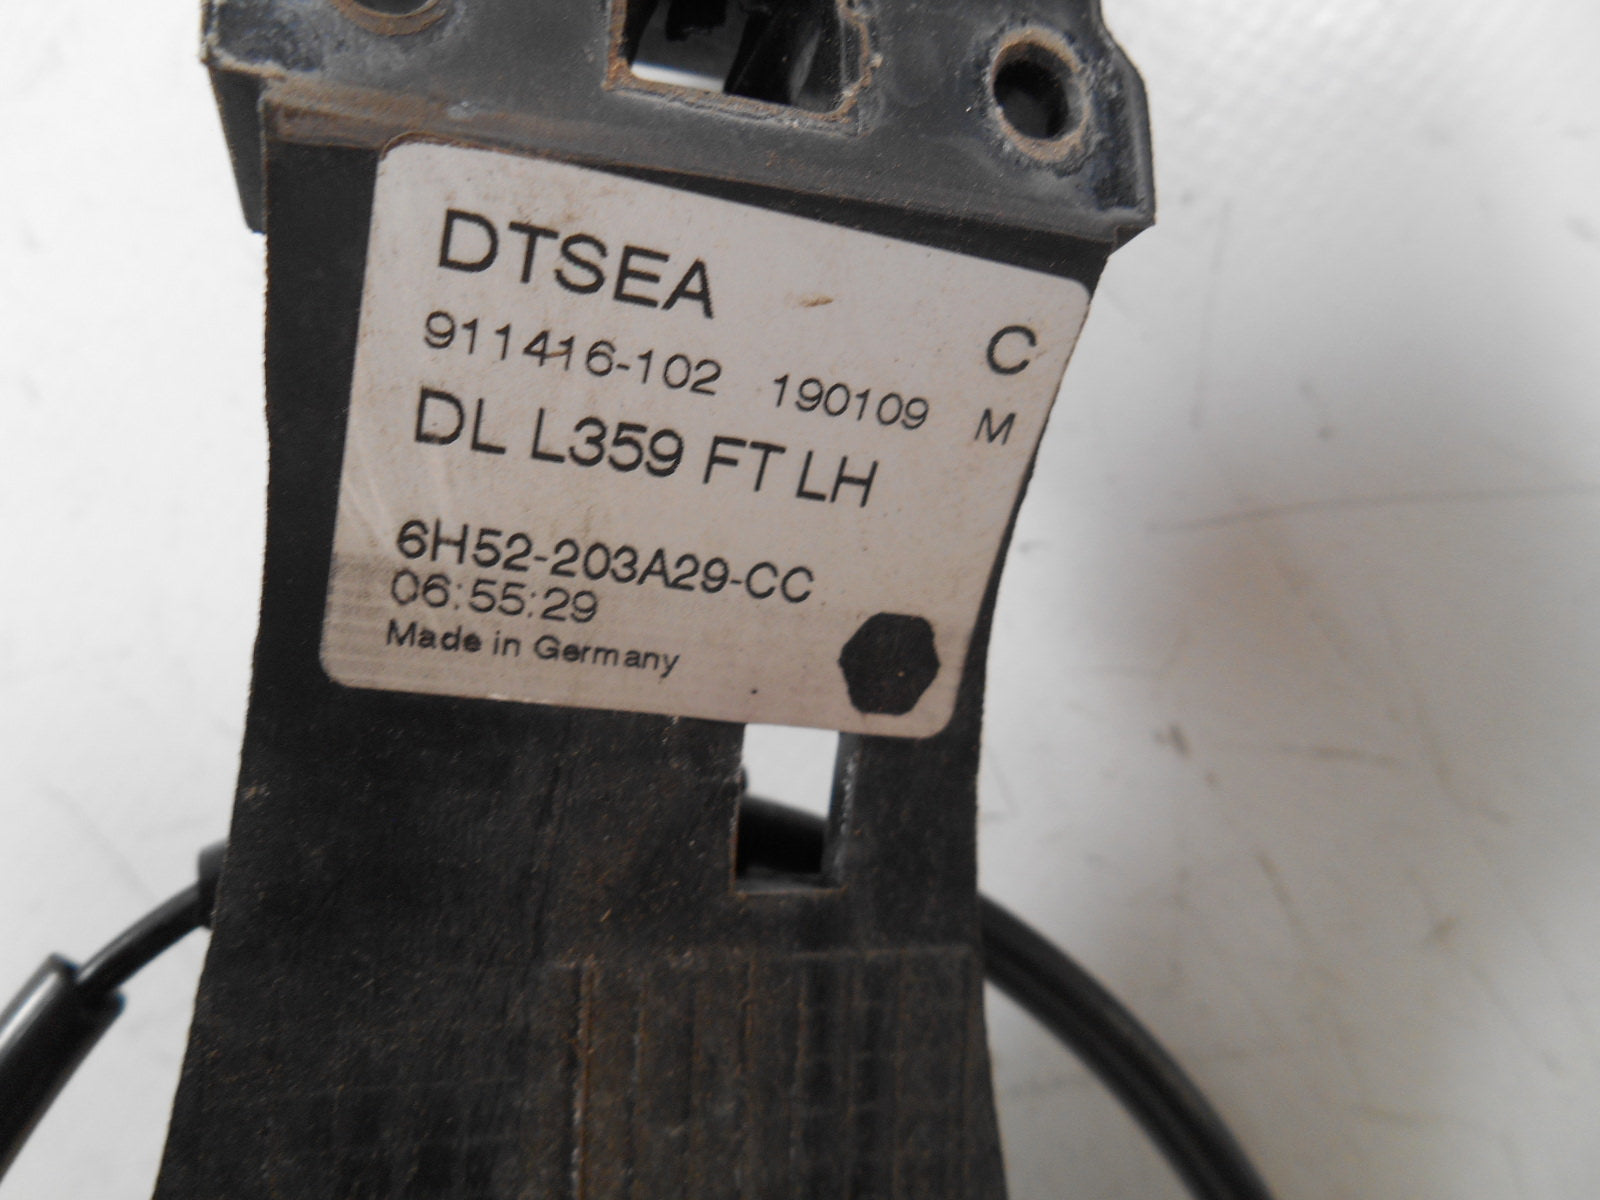 DTSEA
911416-102 190109 C M
DL L359 FT LH
6H52-203A29-CC
06:55:29
Made in Germany